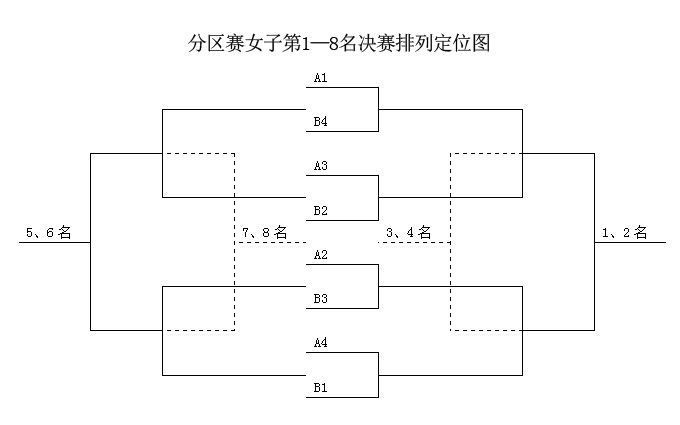 分区赛女子第1—8名决赛排列定位图
A1
B4
A3
B2
5、6 名
7、8 名
3、4 名
1、2 名
A2
B3
A4
B1